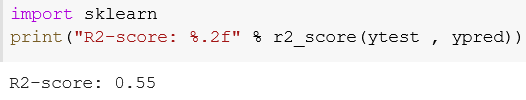 import sklearn
print("R2-score: %.2f" % r2_score(ytest , ypred))
R2-score: 0.55